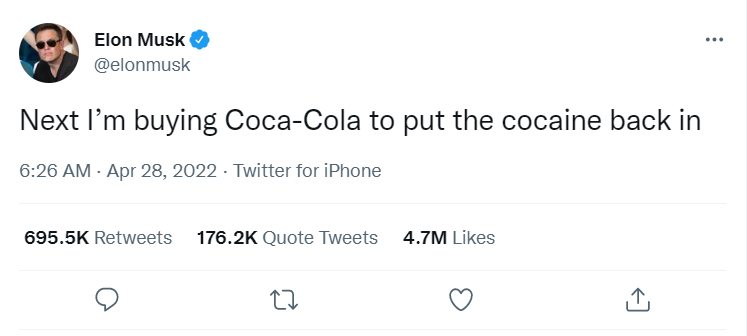 Elon Musk
@elonmusk
Next I’m buying Coca-Cola to put the cocaine back in
6:26 AM · Apr 28, 2022 · Twitter for iPhone
695.5K Retweets 176.2K Quote Tweets 4.7M Likes